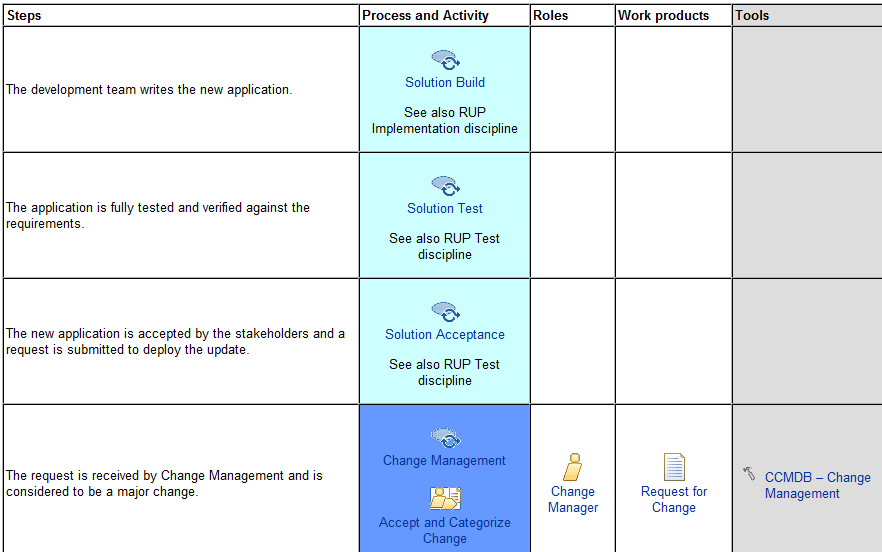 Steps
Process and Activity
Roles
Work products
Tools
The development team writes the new application.
Solution Build
See also RUP
Implementation discipline
The application is fully tested and verified against the
requirements.
Solution Test
See also RUP Test
discipline
The new application is accepted by the stakeholders and a
request is submitted to deploy the update.
Solution Acceptance
See also RUP Test
discipline
The request is received by Change Management and is
considered to be a major change.
Change Management
Accept and Categorize
Change
Change
Manager
Request for
Change
CCMDB – Change
Management